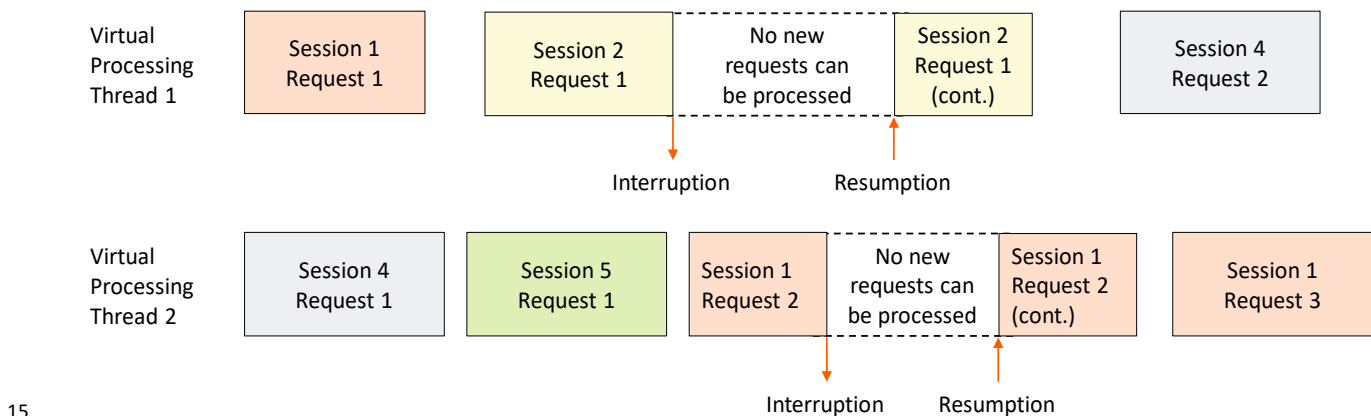 Virtual
Processing
Thread 1
Session 1
Request 1
Session 2
Request 1
No new
requests can
be processed
Session 2
Request 1
(cont.)
Session 4
Request 2
Interruption
Resumption
Virtual
Processing
Thread 2
Session 4
Request 1
Session 5
Request 1
Session 1
Request 2
No new
requests can
be processed
Session 1
Request 2
(cont.)
Session 1
Request 3
Interruption
Resumption
15